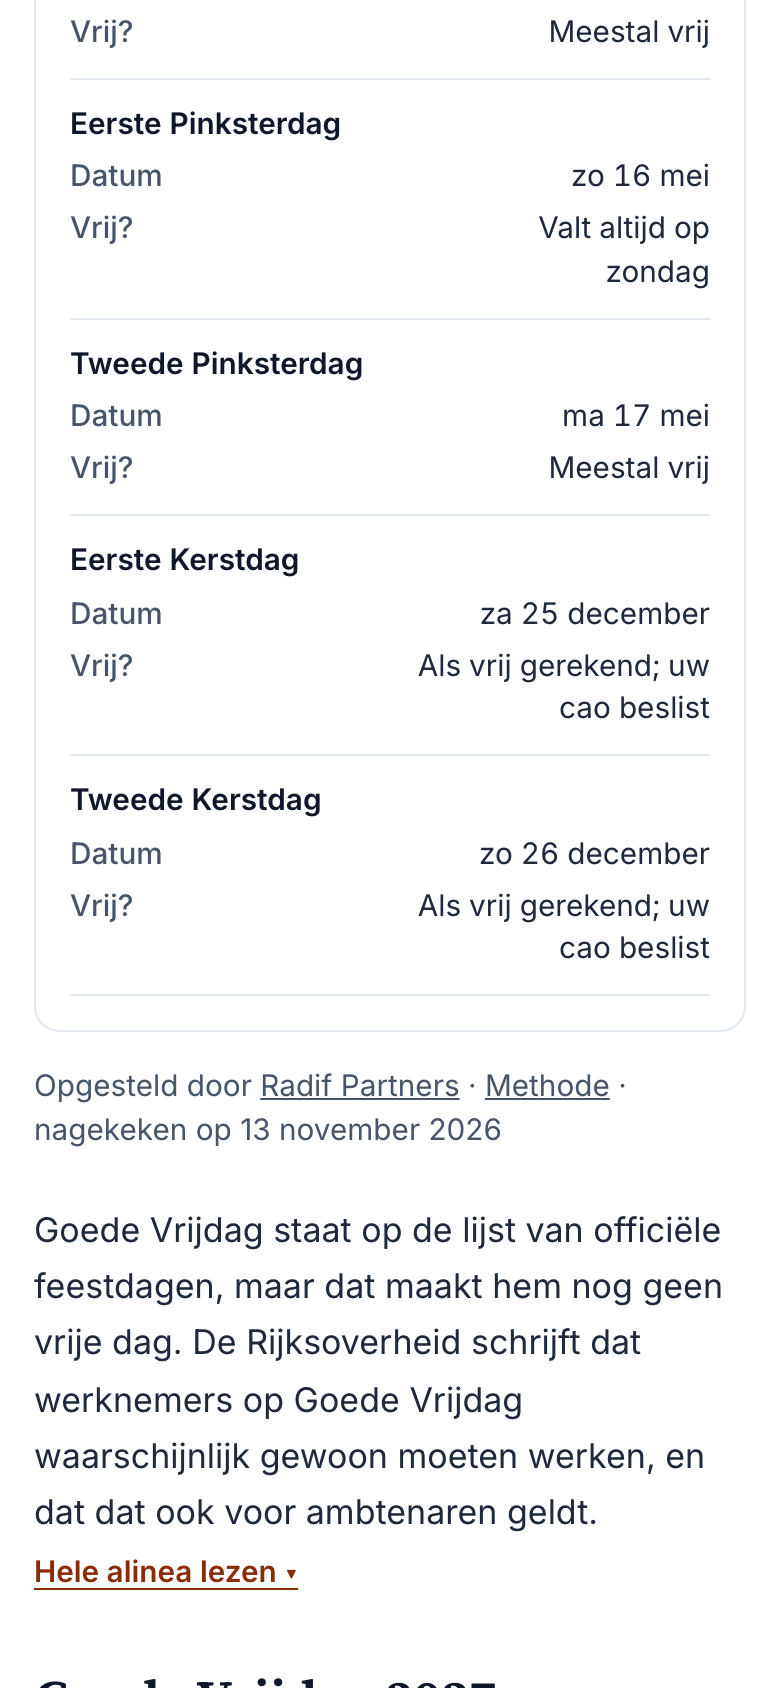 Vrij? Meestal vrij
Eerste Pinksterdag
Datum zo 16 mei
Vrij? Valt altijd op
zondag
Tweede Pinksterdag
Datum ma 17 mei
Vrij? Meestal vrij
Eerste Kerstdag
Datum za 25 december
Vrij? Als vrij gerekend; uw
cao beslist
Tweede Kerstdag
Datum zo 26 december
Vrij? Als vrij gerekend; uw
cao beslist
Opgesteld door Radif Partners · Methode ·
nagekeken op 13 november 2026
Goede Vrijdag staat op de lijst van officiële
feestdagen, maar dat maakt hem nog geen
vrije dag. De Rijksoverheid schrijft dat
werknemers op Goede Vrijdag
waarschijnlijk gewoon moeten werken, en
dat dat ook voor ambtenaren geldt.
Hele alinea lezen ▾